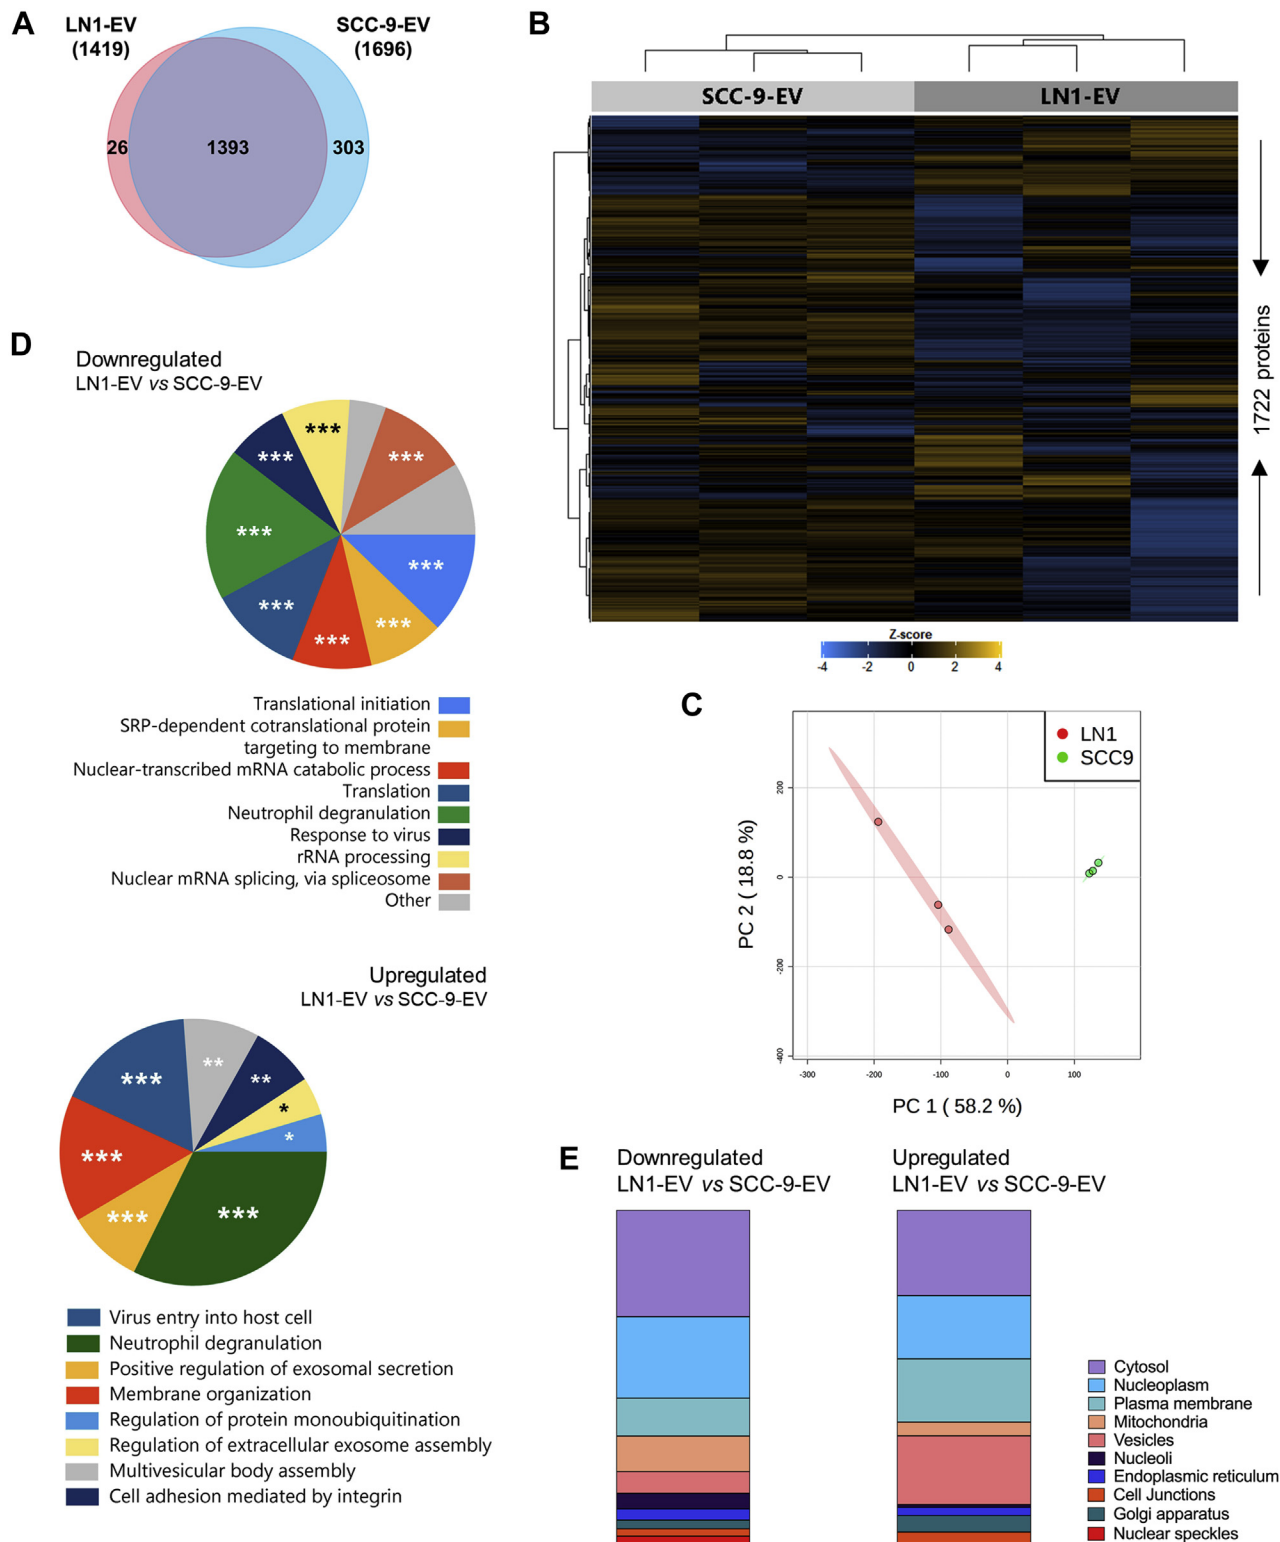 A
LN1-EV
(1419)
SCC-9-EV
(1696)
26
1393
303
B
SCC-9-EV
LN1-EV
1722 proteins
Z-score
-4
-2
0
2
4
D
Downregulated
LN1-EV vs SCC-9-EV
***
***
***
***
***
***
***
***
Translational initiation
SRP-dependent cotranslational protein
targeting to membrane
Nuclear-transcribed mRNA catabolic process
Translation
Neutrophil degranulation
Response to virus
rRNA processing
Nuclear mRNA splicing, via spliceosome
Other
Upregulated
LN1-EV vs SCC-9-EV
***
**
**
*
*
***
***
***
Virus entry into host cell
Neutrophil degranulation
Positive regulation of exosomal secretion
Membrane organization
Regulation of protein monoubiquitination
Regulation of extracellular exosome assembly
Multivesicular body assembly
Cell adhesion mediated by integrin
C
LN1
SCC9
PC 2 ( 18.8 %)
200
0
-200
-400
-300
-200
-100
0
100
PC 1 ( 58.2 %)
E
Downregulated
LN1-EV vs SCC-9-EV
Upregulated
LN1-EV vs SCC-9-EV
Cytosol
Nucleoplasm
Plasma membrane
Mitochondria
Vesicles
Nucleoli
Endoplasmic reticulum
Cell Junctions
Golgi apparatus
Nuclear speckles